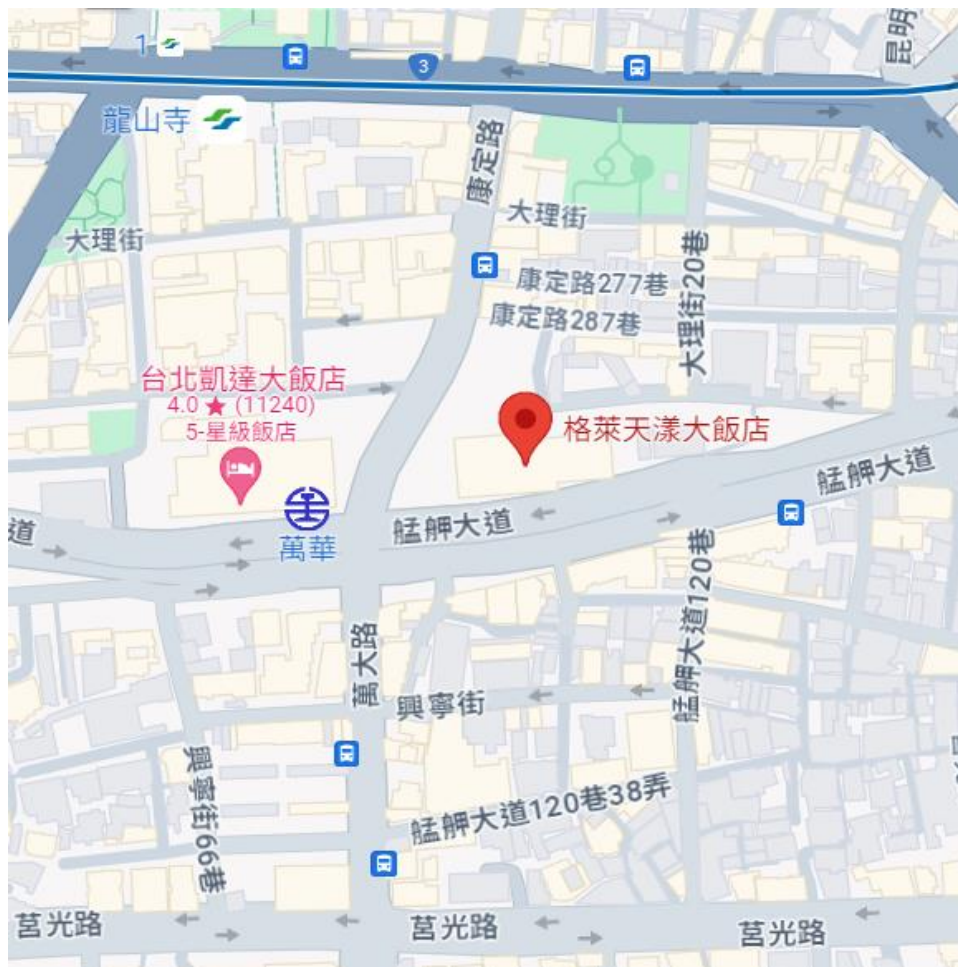 昆明
1
3
龍山寺
康定路
大理街
大理街
康定路277巷
大理街20巷
康定路287巷
台北凱達大飯店
4.0 ★ (11240)
5-星級飯店
格萊天漾大飯店
艋舺大道
艋舺大道
道
萬華
艋舺大道120巷
萬大路
興寧街
興寧街66巷
艋舺大道120巷38弄
莒光路
莒光路
莒光路